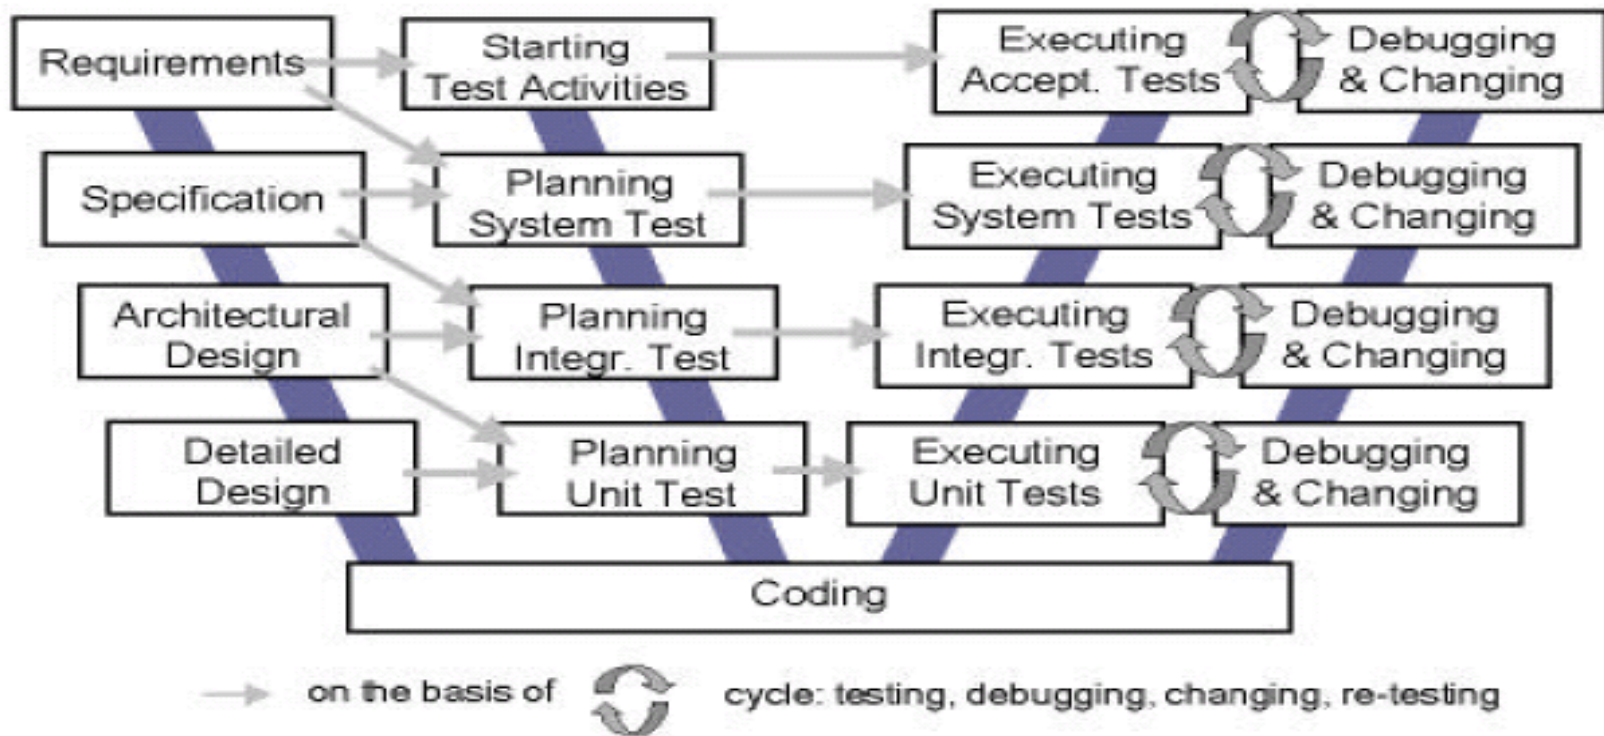 Requirements
Starting
Test Activities
Executing
Accept. Tests
Debugging
& Changing
Specification
Planning
System Test
Executing
System Tests
Debugging
& Changing
Architectural
Design
Planning
Integr. Test
Executing
Integr. Tests
Debugging
& Changing
Detailed
Design
Planning
Unit Test
Executing
Unit Tests
Debugging
& Changing
Coding
on the basis of
cycle: testing, debugging, changing, re-testing